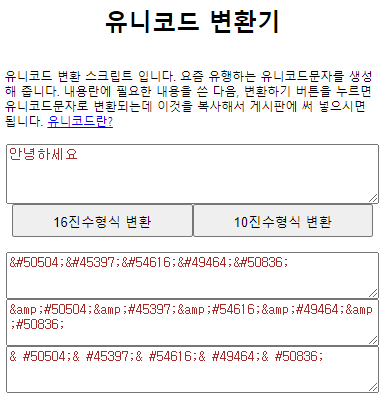 유니코드 변환기
유니코드 변환 스크립트 입니다. 요즘 유행하는 유니코드문자를 생성
해 줍니다. 내용란에 필요한 내용을 쓴 다음, 변환하기 버튼을 누르면
유니코드문자로 변환되는데 이것을 복사해서 게시판에 써 넣으시면
됩니다. 유니코드란?
안녕하세요
16진수형식 변환 10진수형식 변환
&#50504;&#45397;&#54616;&#49464;&#50836;
&amp;#50504;&amp;#45397;&amp;#54616;&amp;#49464;&amp
;#50836;
& #50504;& #45397;& #54616;& #49464;& #50836;